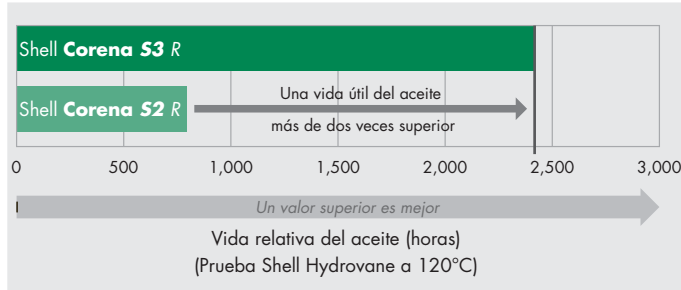 Shell Corena S3 R
Shell Corena S2 R
Una vida útil del aceite
más de dos veces superior
0 500 1,000 1,500 2,000 2,500 3,000
Un valor superior es mejor
Vida relativa del aceite (horas)
(Prueba Shell Hydrovane a 120°C)